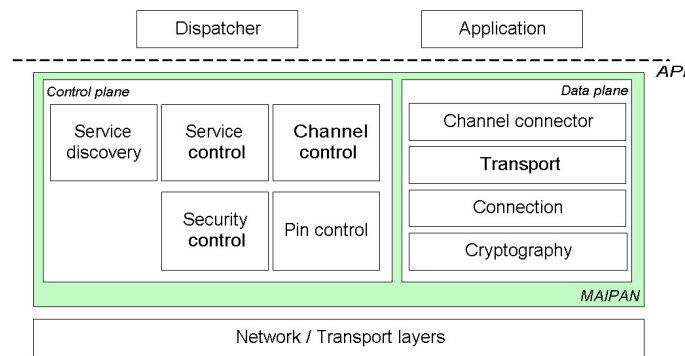 Dispatcher
Application
API
Control plane
Data plane
Service
discovery
Service
control
Channel
control
Channel connector
Transport
Security
control
Pin control
Connection
Cryptography
MAIPAN
Network / Transport layers